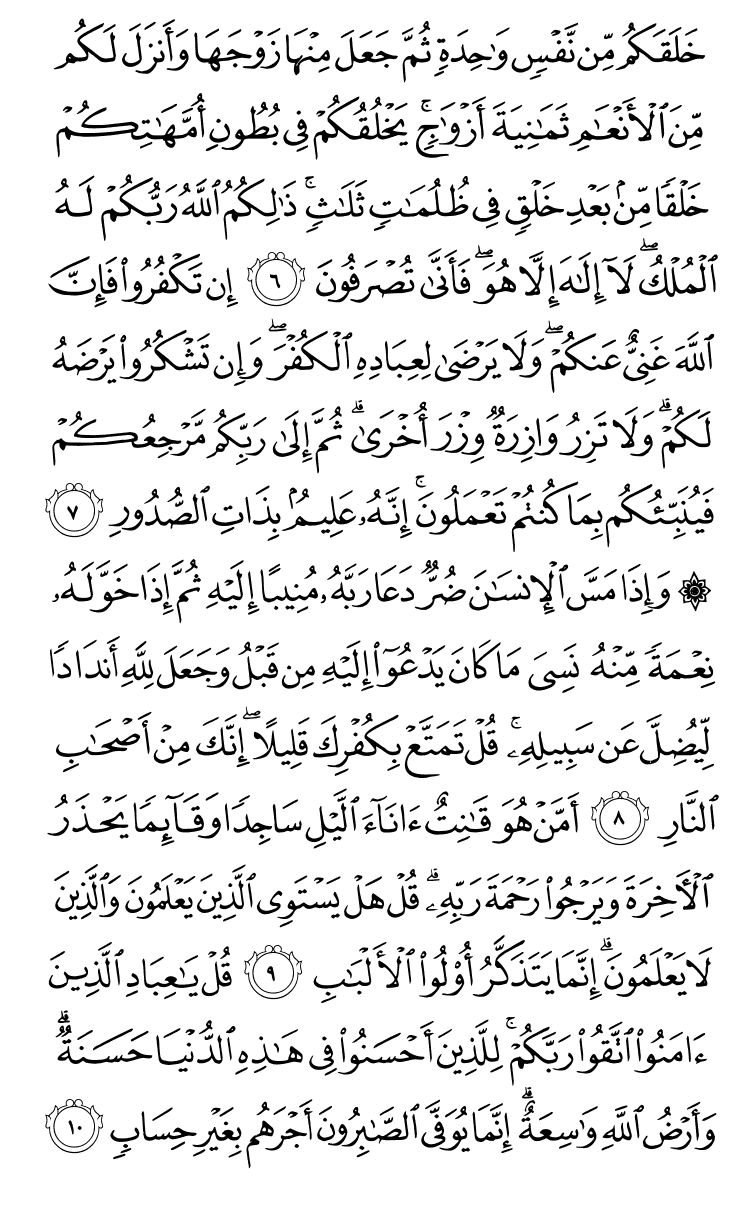 خَلَقَكُم مِّن نَّفْسٍ وَٰحِدَةٍ ثُمَّ جَعَلَ مِنْهَا زَوْجَهَا وَأَنزَلَ لَكُم
مِّنَ ٱلْأَنْعَٰمِ ثَمَٰنِيَةَ أَزْوَٰجٍ ۚ يَخْلُقُكُمْ فِى بُطُونِ أُمَّهَٰتِكُمْ
خَلْقًا مِّنۢ بَعْدِ خَلْقٍ فِى ظُلُمَٰتٍ ثَلَٰثٍ ۚ ذَٰلِكُمُ ٱللَّهُ رَبُّكُمْ لَهُ
ٱلْمُلْكُ ۖ لَآ إِلَٰهَ إِلَّا هُوَ ۖ فَأَنَّىٰ تُصْرَفُونَ ٦ إِن تَكْفُرُوا۟ فَإِنَّ
ٱللَّهَ غَنِىٌّ عَنكُمْ ۖ وَلَا يَرْضَىٰ لِعِبَادِهِ ٱلْكُفْرَ ۖ وَإِن تَشْكُرُوا۟ يَرْضَهُ
لَكُمْ ۗ وَلَا تَزِرُ وَازِرَةٌ وِزْرَ أُخْرَىٰ ۗ ثُمَّ إِلَىٰ رَبِّكُم مَّرْجِعُكُمْ
فَيُنَبِّئُكُم بِمَا كُنتُمْ تَعْمَلُونَ ۚ إِنَّهُۥ عَلِيمٌۢ بِذَاتِ ٱلصُّدُورِ ٧
۞ وَإِذَا مَسَّ ٱلْإِنسَٰنَ ضُرٌّ دَعَا رَبَّهُۥ مُنِيبًا إِلَيْهِ ثُمَّ إِذَا خَوَّلَهُۥ
نِعْمَةً مِّنْهُ نَسِىَ مَا كَانَ يَدْعُوٓا۟ إِلَيْهِ مِن قَبْلُ وَجَعَلَ لِلَّهِ أَندَادًا
لِّيُضِلَّ عَن سَبِيلِهِۦ ۚ قُلْ تَمَتَّعْ بِكُفْرِكَ قَلِيلًا ۖ إِنَّكَ مِنْ أَصْحَٰبِ
ٱلنَّارِ ٨ أَمَّنْ هُوَ قَٰنِتٌ ءَانَآءَ ٱلَّيْلِ سَاجِدًا وَقَآئِمًا يَحْذَرُ
ٱلْءَاخِرَةَ وَيَرْجُوا۟ رَحْمَةَ رَبِّهِۦ ۗ قُلْ هَلْ يَسْتَوِى ٱلَّذِينَ يَعْلَمُونَ وَٱلَّذِينَ
لَا يَعْلَمُونَ ۗ إِنَّمَا يَتَذَكَّرُ أُو۟لُوا۟ ٱلْأَلْبَٰبِ ٩ قُلْ يَٰعِبَادِ ٱلَّذِينَ
ءَامَنُوا۟ ٱتَّقُوا۟ رَبَّكُمْ ۚ لِلَّذِينَ أَحْسَنُوا۟ فِى هَٰذِهِ ٱلدُّنْيَا حَسَنَةٌ ۗ
وَأَرْضُ ٱللَّهِ وَٰسِعَةٌ ۗ إِنَّمَا يُوَفَّى ٱلصَّٰبِرُونَ أَجْرَهُم بِغَيْرِ حِسَابٍ ١٠